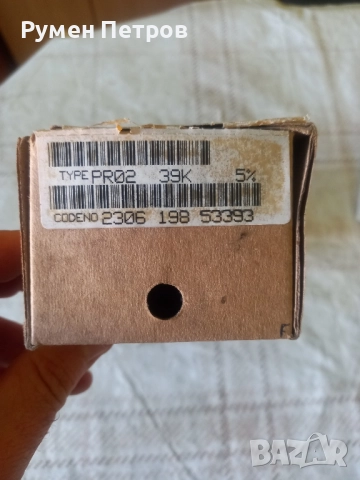 Румен Петров
TYPE PR02 39K 5%
CODENO 2306 198 53393
F
BAZAR